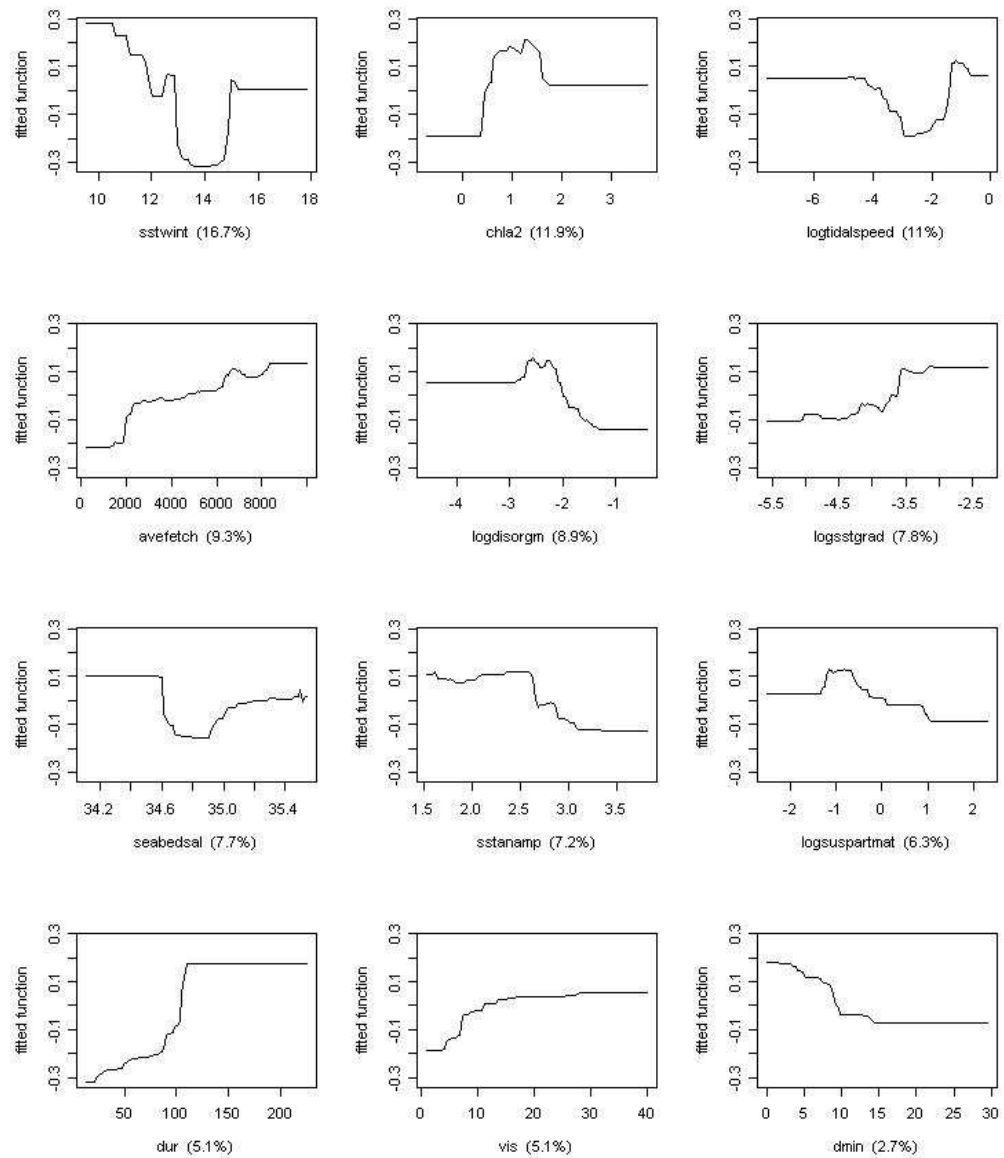 fitted function
-0.3 -0.1 0.1 0.3
10 12 14 16 18
sstwint (16.7%)
fitted function
-0.3 -0.1 0.1 0.3
0 1 2 3
chla2 (11.9%)
fitted function
-0.3 -0.1 0.1 0.3
-6 -4 -2 0
logtidalspeed (11%)
fitted function
-0.3 -0.1 0.1 0.3
0 2000 4000 6000 8000
avefetch (9.3%)
fitted function
-0.3 -0.1 0.1 0.3
-4 -3 -2 -1
logdisorgm (8.9%)
fitted function
-0.3 -0.1 0.1 0.3
-5.5 -4.5 -3.5 -2.5
logsstgrad (7.8%)
fitted function
-0.3 -0.1 0.1 0.3
34.2 34.6 35.0 35.4
seabedsal (7.7%)
fitted function
-0.3 -0.1 0.1 0.3
1.5 2.0 2.5 3.0 3.5
sstanamp (7.2%)
fitted function
-0.3 -0.1 0.1 0.3
-2 -1 0 1 2
logsuspartmat (6.3%)
fitted function
-0.3 -0.1 0.1 0.3
50 100 150 200
dur (5.1%)
fitted function
-0.3 -0.1 0.1 0.3
0 10 20 30 40
vis (5.1%)
fitted function
-0.3 -0.1 0.1 0.3
0 5 10 15 20 25 30
dmin (2.7%)